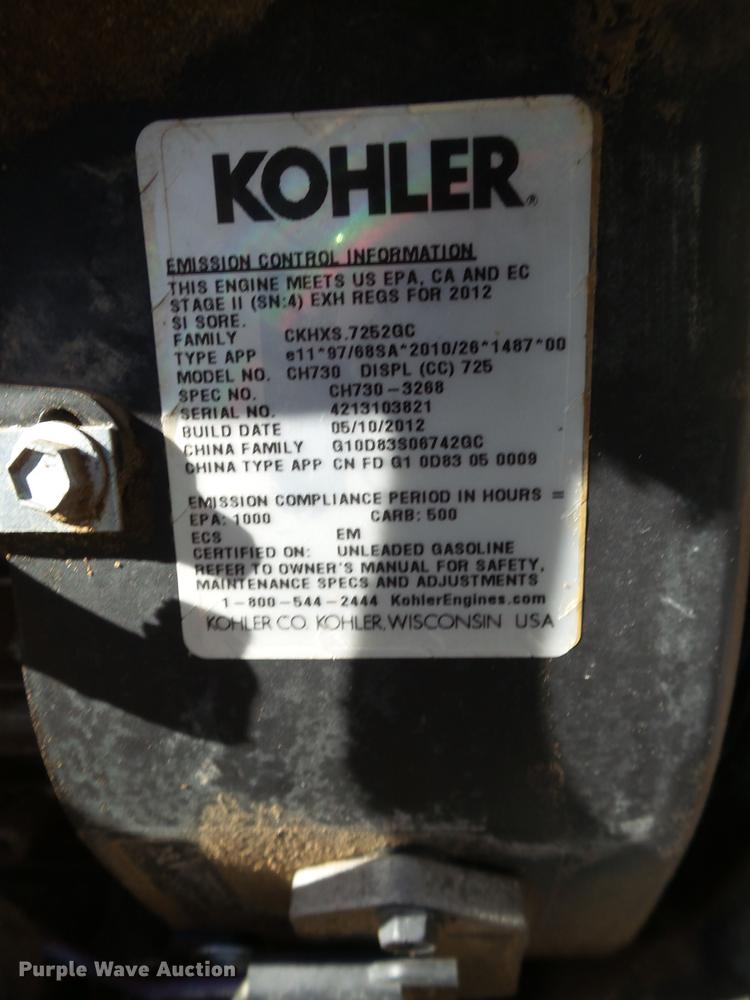 KOHLER®
EMISSION CONTROL INFORMATION
THIS ENGINE MEETS US EPA, CA AND EC
STAGE II (SN:4) EXH REGS FOR 2012
SI SORE.
FAMILY CKHXS.7252GC
TYPE APP e11*97/68SA*2010/26*1487*00
MODEL NO. CH730 DISPL (CC) 725
SPEC NO. CH730-3268
SERIAL NO. 4213103821
BUILD DATE 05/10/2012
CHINA FAMILY G10D83S06742GC
CHINA TYPE APP CN FD G1 0D83 05 0009
EMISSION COMPLIANCE PERIOD IN HOURS =
EPA: 1000 CARB: 500
ECS EM
CERTIFIED ON: UNLEADED GASOLINE
REFER TO OWNER'S MANUAL FOR SAFETY,
MAINTENANCE SPECS AND ADJUSTMENTS
1-800-544-2444 KohlerEngines.com
KOHLER CO. KOHLER, WISCONSIN USA
Purple Wave Auction